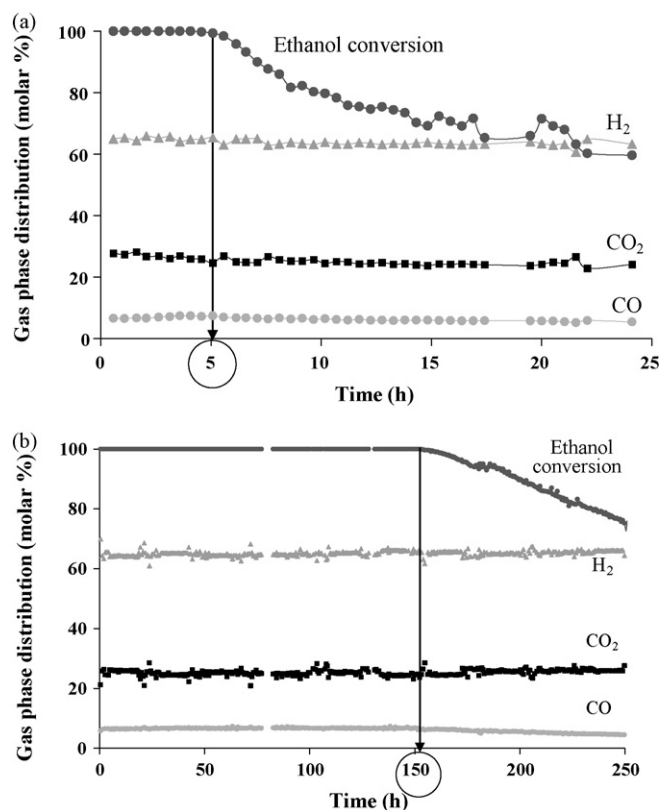 (a)
Gas phase distribution (molar %)
100
80
60
40
20
0
Ethanol conversion
H₂
CO₂
CO
0 5 10 15 20 25
Time (h)
(b)
Gas phase distribution (molar %)
100
80
60
40
20
0
Ethanol
conversion
H₂
CO₂
CO
0 50 100 150 200 250
Time (h)